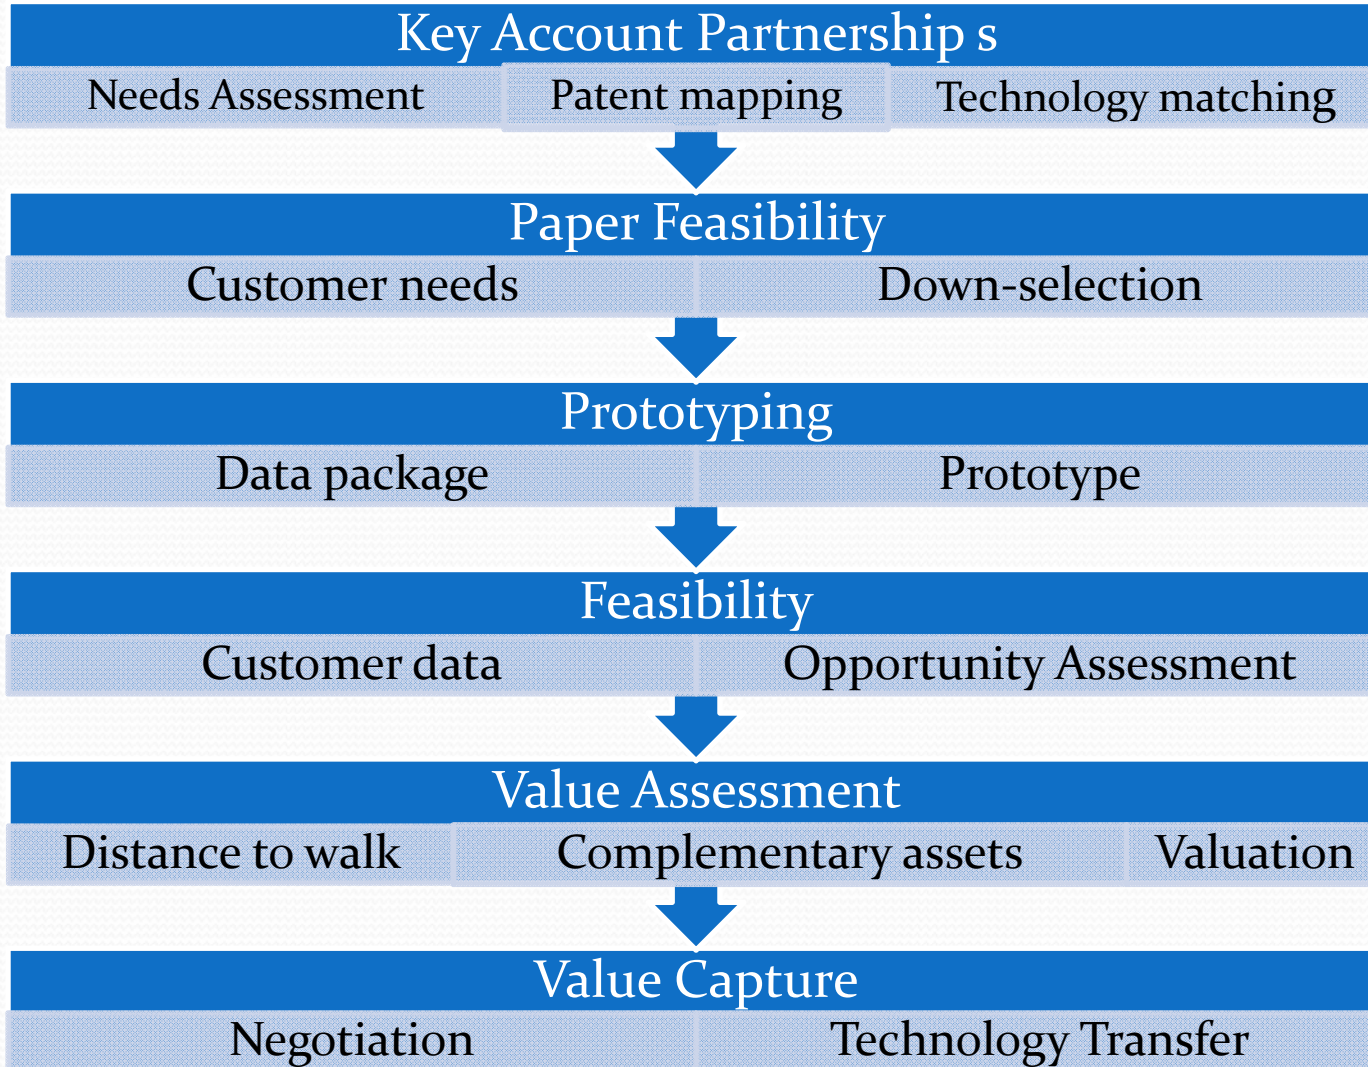 Key Account Partnership s
Needs Assessment Patent mapping Technology matching
Paper Feasibility
Customer needs Down-selection
Prototyping
Data package Prototype
Feasibility
Customer data Opportunity Assessment
Value Assessment
Distance to walk Complementary assets Valuation
Value Capture
Negotiation Technology Transfer